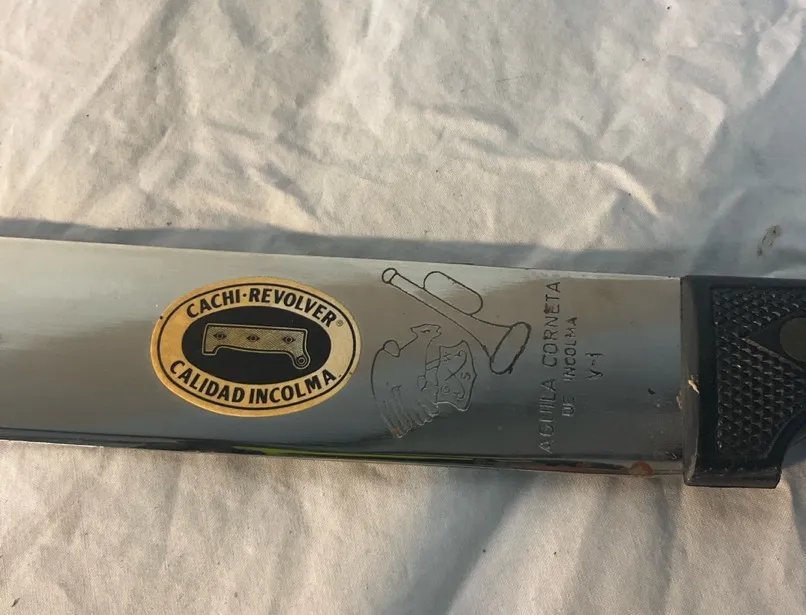 CACHI-REVOLVER®
CALIDAD INCOLMA
AGUILA CORNETA
DE INCOLMA
Y-1